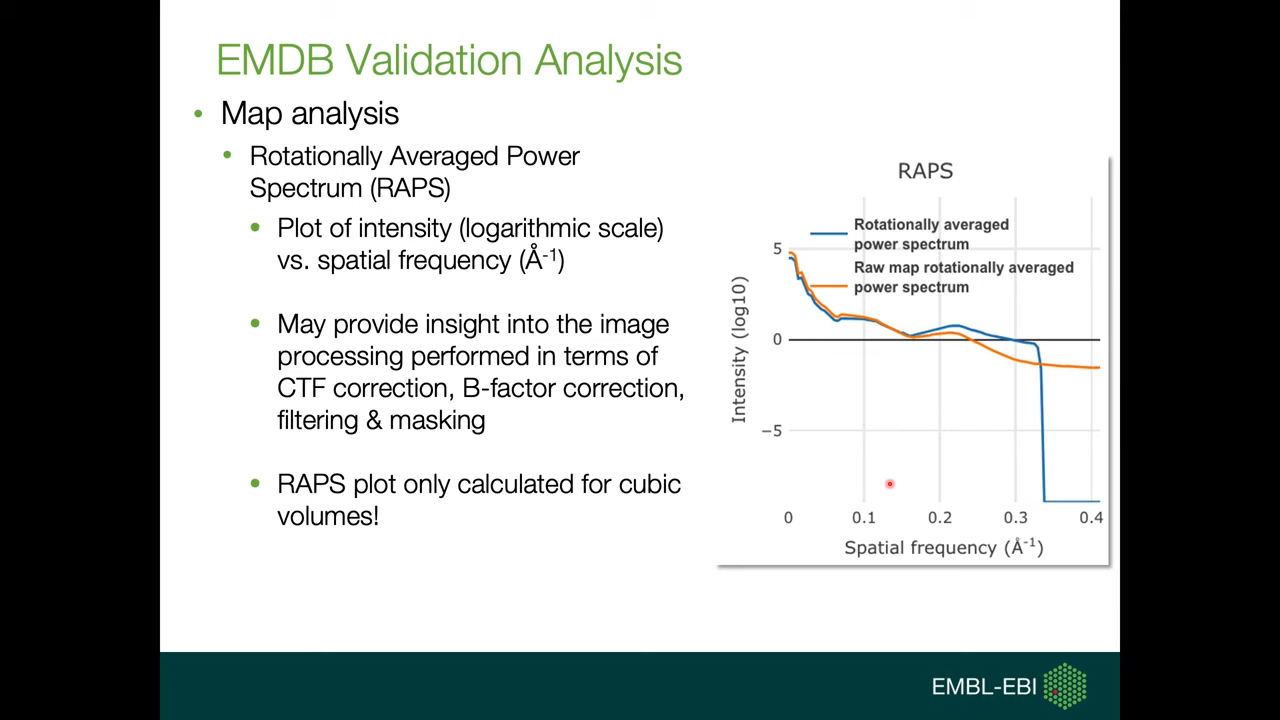 EMDB Validation Analysis
• Map analysis
• Rotationally Averaged Power
Spectrum (RAPS)
• Plot of intensity (logarithmic scale)
vs. spatial frequency (Å⁻¹)
• May provide insight into the image
processing performed in terms of
CTF correction, B-factor correction,
filtering & masking
• RAPS plot only calculated for cubic
volumes!
RAPS
Rotationally averaged
power spectrum
Raw map rotationally averaged
power spectrum
Intensity (log10)
5
0
−5
0 0.1 0.2 0.3 0.4
Spatial frequency (Å⁻¹)
EMBL-EBI